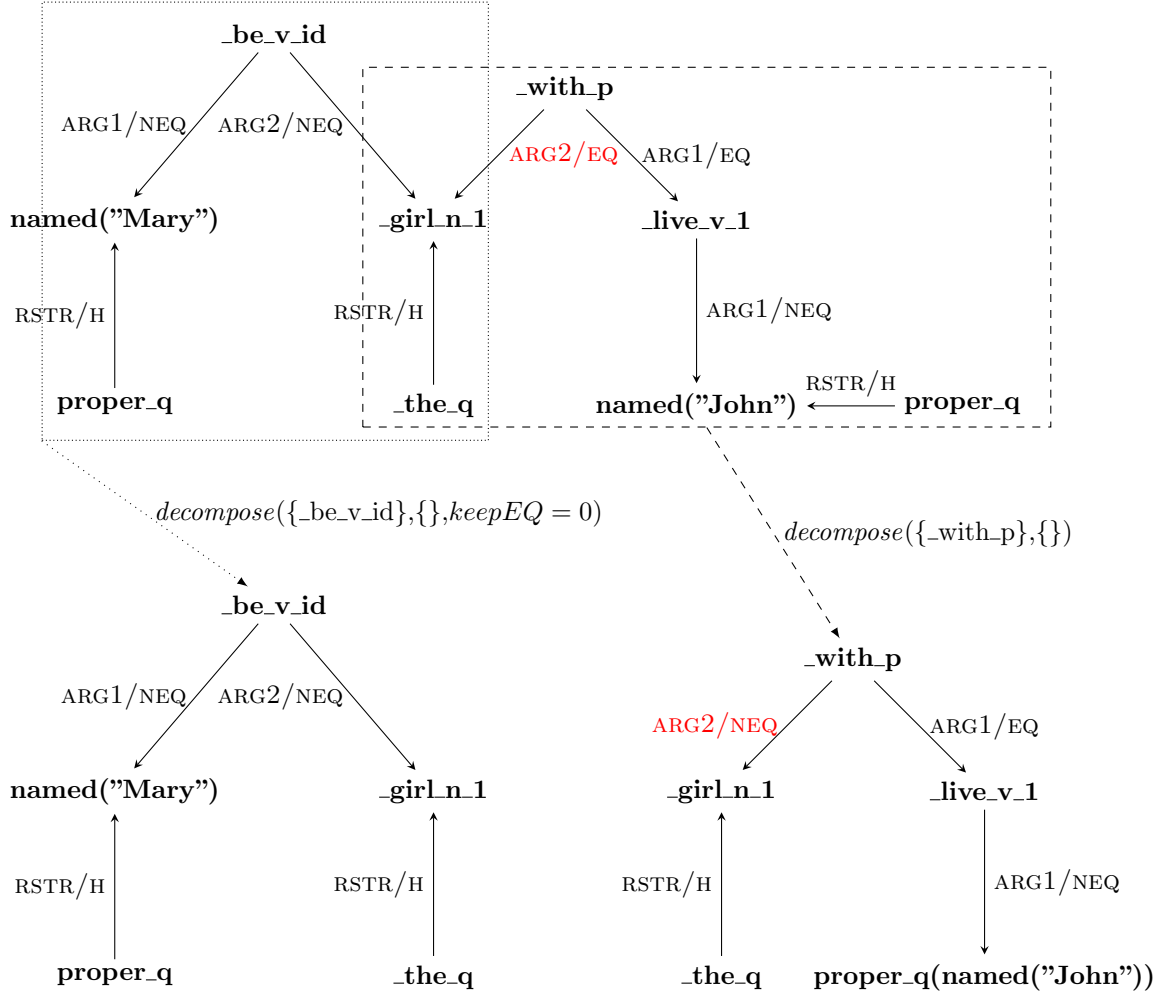 _be_v_id
_with_p
ARG1/NEQ
ARG2/NEQ
ARG2/EQ
ARG1/EQ
named("Mary")
_girl_n_1
_live_v_1
RSTR/H
RSTR/H
ARG1/NEQ
proper_q
_the_q
named("John")
RSTR/H
proper_q
decompose({_be_v_id},{},keepEQ = 0)
decompose({_with_p},{})
_be_v_id
_with_p
ARG1/NEQ
ARG2/NEQ
ARG2/NEQ
ARG1/EQ
named("Mary")
_girl_n_1
_girl_n_1
_live_v_1
RSTR/H
RSTR/H
RSTR/H
ARG1/NEQ
proper_q
_the_q
_the_q
proper_q(named("John"))